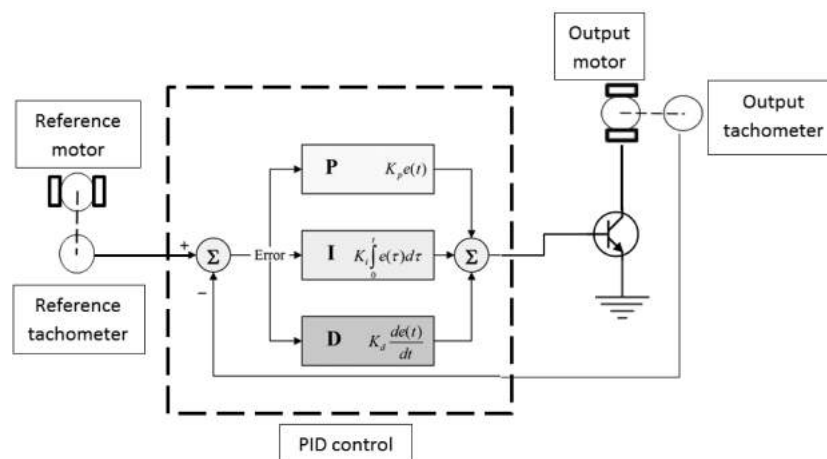 Output
motor
Output
tachometer
Reference
motor
P K_p e(t)
+
Σ
Error
I K_i ∫_0^t e(τ)dτ
Σ
−
Reference
tachometer
D K_d de(t)/dt
PID control